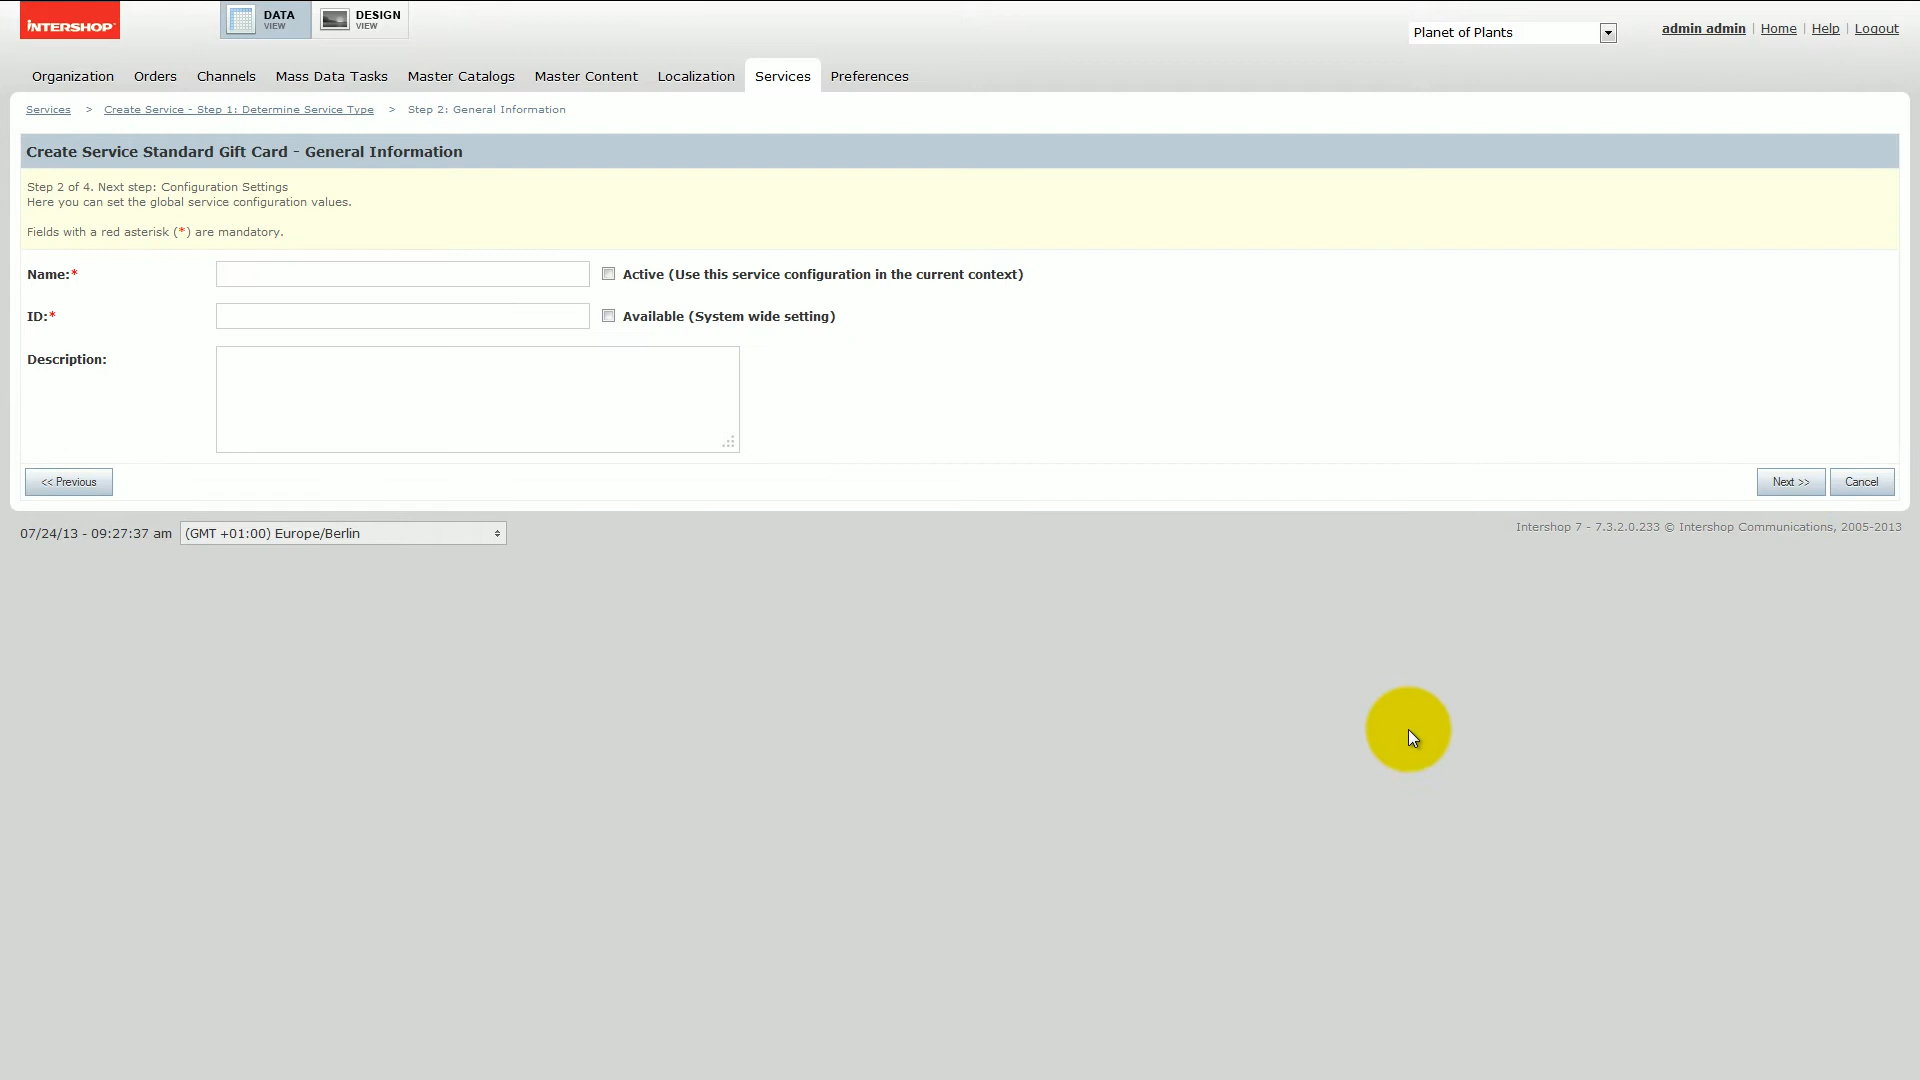 INTERSHOP
DATA VIEW
DESIGN VIEW
Planet of Plants
admin admin | Home | Help | Logout
Organization Orders Channels Mass Data Tasks Master Catalogs Master Content Localization Services Preferences
Services > Create Service - Step 1: Determine Service Type > Step 2: General Information
Create Service Standard Gift Card - General Information
Step 2 of 4. Next step: Configuration Settings
Here you can set the global service configuration values.
Fields with a red asterisk (*) are mandatory.
Name:* Active (Use this service configuration in the current context)
ID:* Available (System wide setting)
Description:
<< Previous Next >> Cancel
07/24/13 - 09:27:37 am (GMT +01:00) Europe/Berlin
Intershop 7 - 7.3.2.0.233 © Intershop Communications, 2005-2013